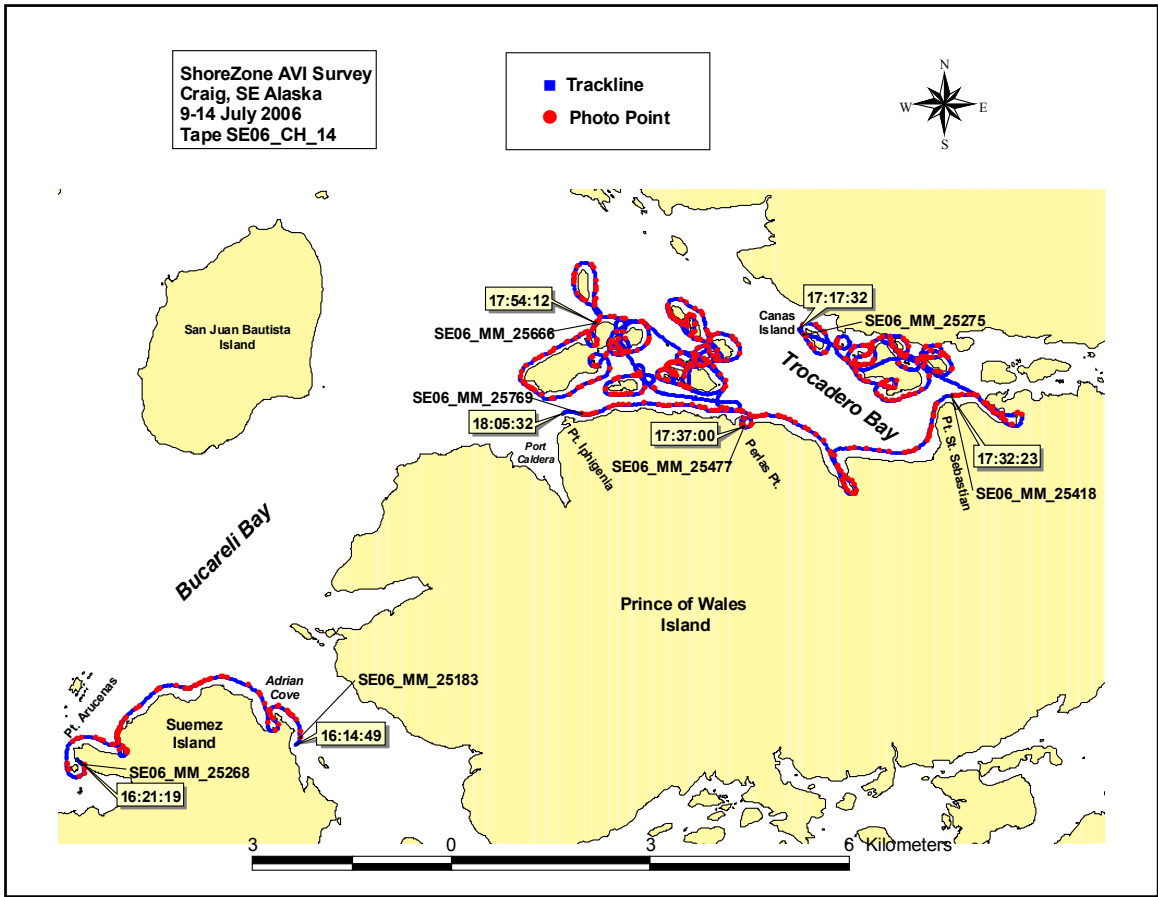 ShoreZone AVI Survey
Craig, SE Alaska
9-14 July 2006
Tape SE06_CH_14
Trackline
Photo Point
N
W
E
S
17:54:12
17:17:32
Canas
Island
SE06_MM_25275
San Juan Bautista
Island
SE06_MM_25666
Trocadero Bay
SE06_MM_25769
18:05:32
Port
Caldera
Pt. Iphigenia
17:37:00
SE06_MM_25477
Perlas Pt.
Pt. St. Sebastian
17:32:23
SE06_MM_25418
Bucareli Bay
Prince of Wales
Island
Pt. Arucenas
Adrian
Cove
SE06_MM_25183
Suemez
Island
16:14:49
SE06_MM_25268
16:21:19
3 0 3 6 Kilometers